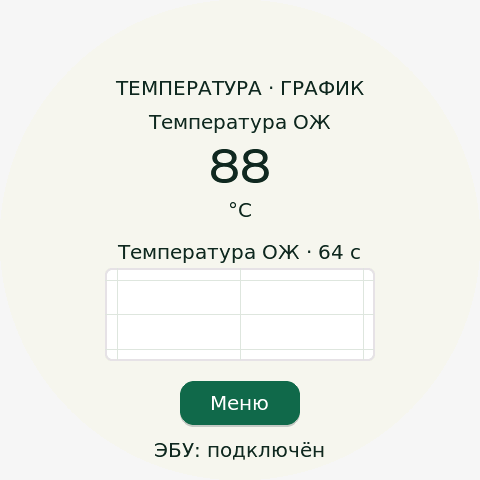 ТЕМПЕРАТУРА · ГРАФИК
Температура ОЖ
88
°C
Температура ОЖ · 64 с
Меню
ЭБУ: подключён